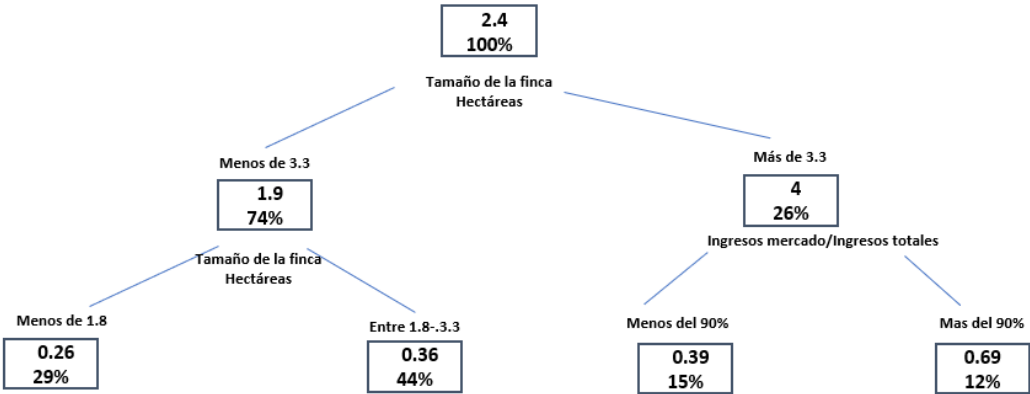 2.4
100%
Tamaño de la finca
Hectáreas
Menos de 3.3
1.9
74%
Más de 3.3
4
26%
Tamaño de la finca
Hectáreas
Ingresos mercado/Ingresos totales
Menos de 1.8
0.26
29%
Entre 1.8-.3.3
0.36
44%
Menos del 90%
0.39
15%
Mas del 90%
0.69
12%